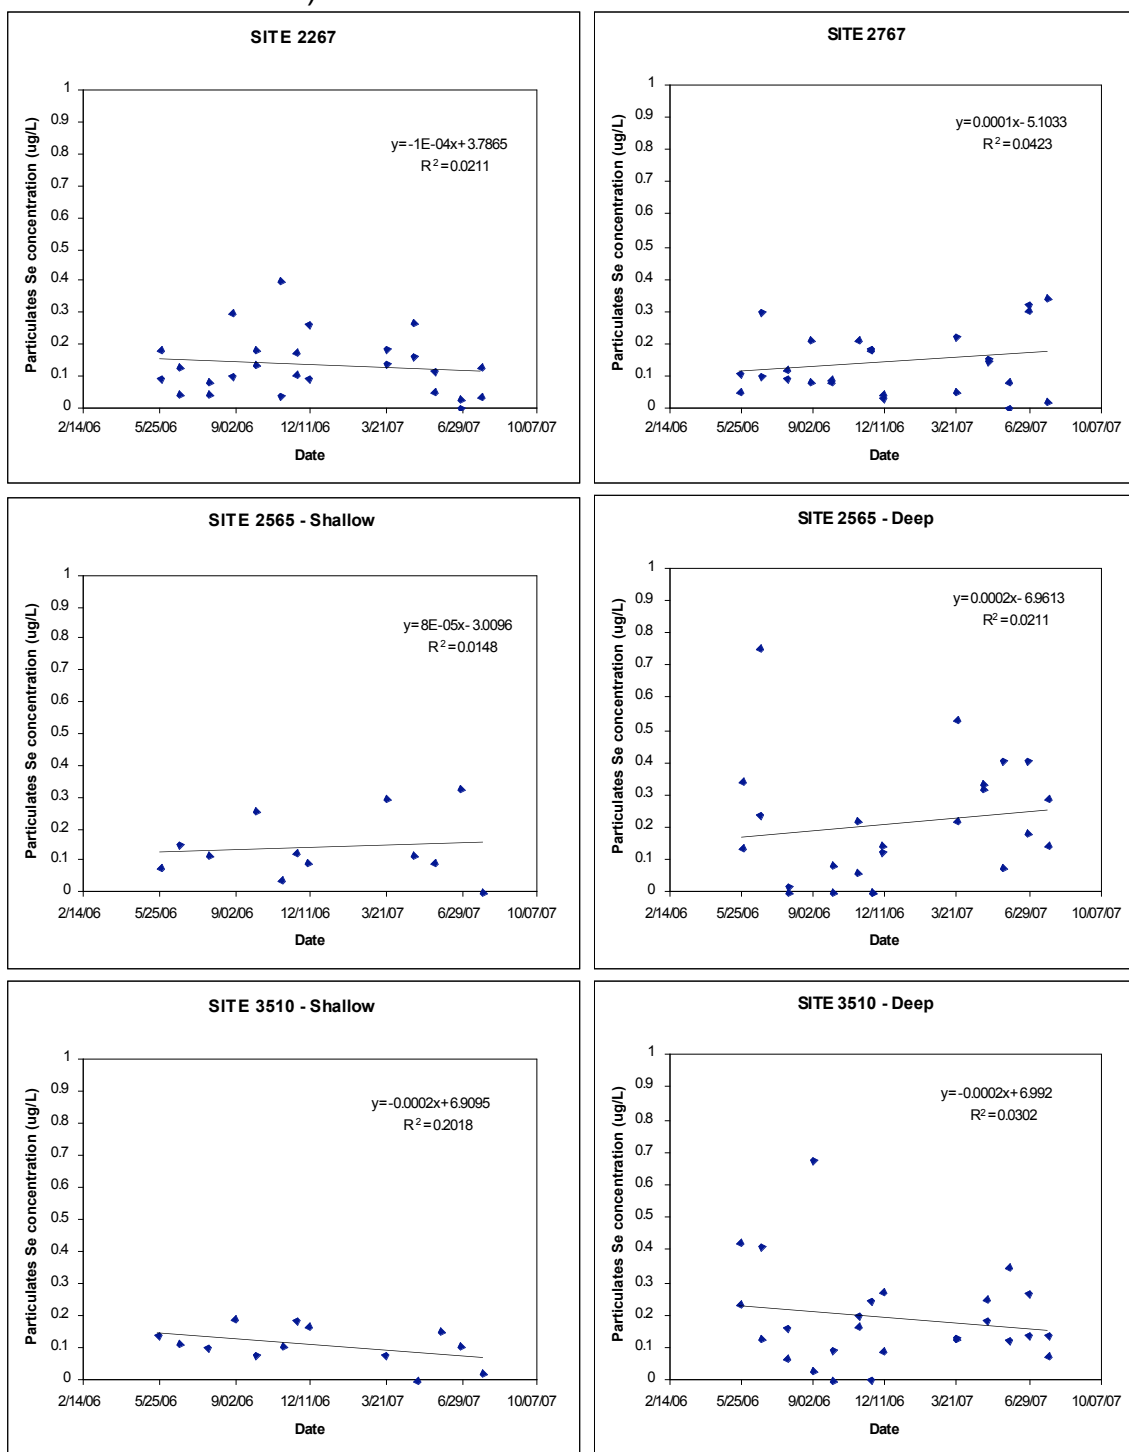 )
SITE 2267
Particulates Se concentration (ug/L)
1
0.9
0.8
0.7
0.6
0.5
0.4
0.3
0.2
0.1
0
y=-1E-04x+3.7865
R²=0.0211
2/14/06 5/25/06 9/02/06 12/11/06 3/21/07 6/29/07 10/07/07
Date
SITE 2767
Particulates Se concentration (ug/L)
1
0.9
0.8
0.7
0.6
0.5
0.4
0.3
0.2
0.1
0
y=0.0001x-5.1033
R²=0.0423
2/14/06 5/25/06 9/02/06 12/11/06 3/21/07 6/29/07 10/07/07
Date
SITE 2565 - Shallow
Particulates Se concentration (ug/L)
1
0.9
0.8
0.7
0.6
0.5
0.4
0.3
0.2
0.1
0
y=8E-05x-3.0096
R²=0.0148
2/14/06 5/25/06 9/02/06 12/11/06 3/21/07 6/29/07 10/07/07
Date
SITE 2565 - Deep
Particulates Se concentration (ug/L)
1
0.9
0.8
0.7
0.6
0.5
0.4
0.3
0.2
0.1
0
y=0.0002x-6.9613
R²=0.0211
2/14/06 5/25/06 9/02/06 12/11/06 3/21/07 6/29/07 10/07/07
Date
SITE 3510 - Shallow
Particulates Se concentration (ug/L)
1
0.9
0.8
0.7
0.6
0.5
0.4
0.3
0.2
0.1
0
y=-0.0002x+6.9095
R²=0.2018
2/14/06 5/25/06 9/02/06 12/11/06 3/21/07 6/29/07 10/07/07
Date
SITE 3510 - Deep
Particulates Se concentration (ug/L)
1
0.9
0.8
0.7
0.6
0.5
0.4
0.3
0.2
0.1
0
y=-0.0002x+6.992
R²=0.0302
2/14/06 5/25/06 9/02/06 12/11/06 3/21/07 6/29/07 10/07/07
Date